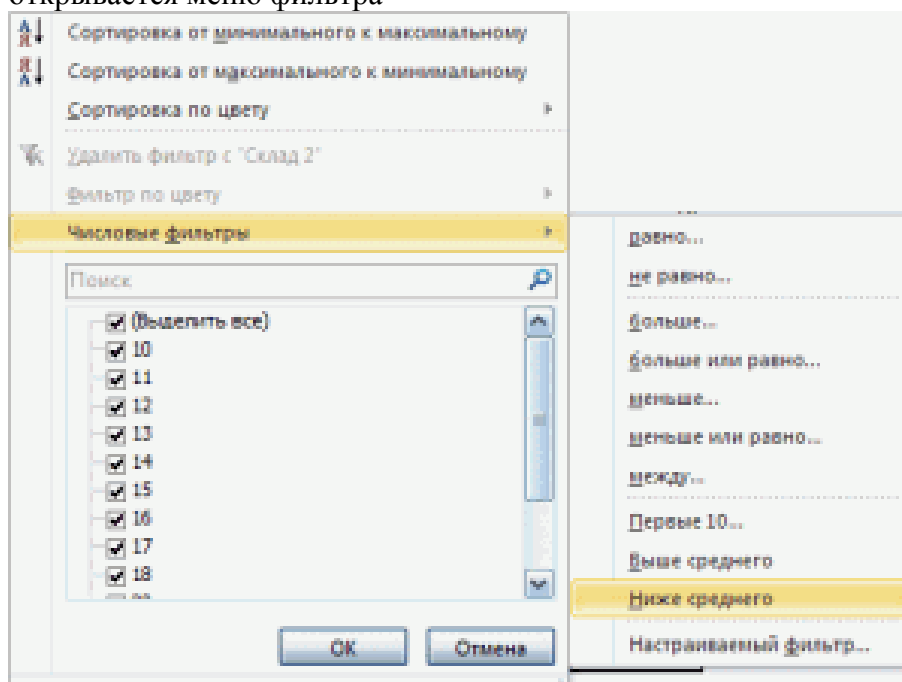 открывается меню фильтра
Сортировка от минимального к максимальному
Сортировка от максимального к минимальному
Сортировка по цвету
Удалить фильтр с "Склад 2"
Фильтр по цвету
Числовые фильтры
Поиск
(Выделить все)
10
11
12
13
14
15
16
17
18
ОК
Отмена
равно...
не равно...
больше...
больше или равно...
меньше...
меньше или равно...
между...
Первые 10...
Выше среднего
Ниже среднего
Настраиваемый фильтр...